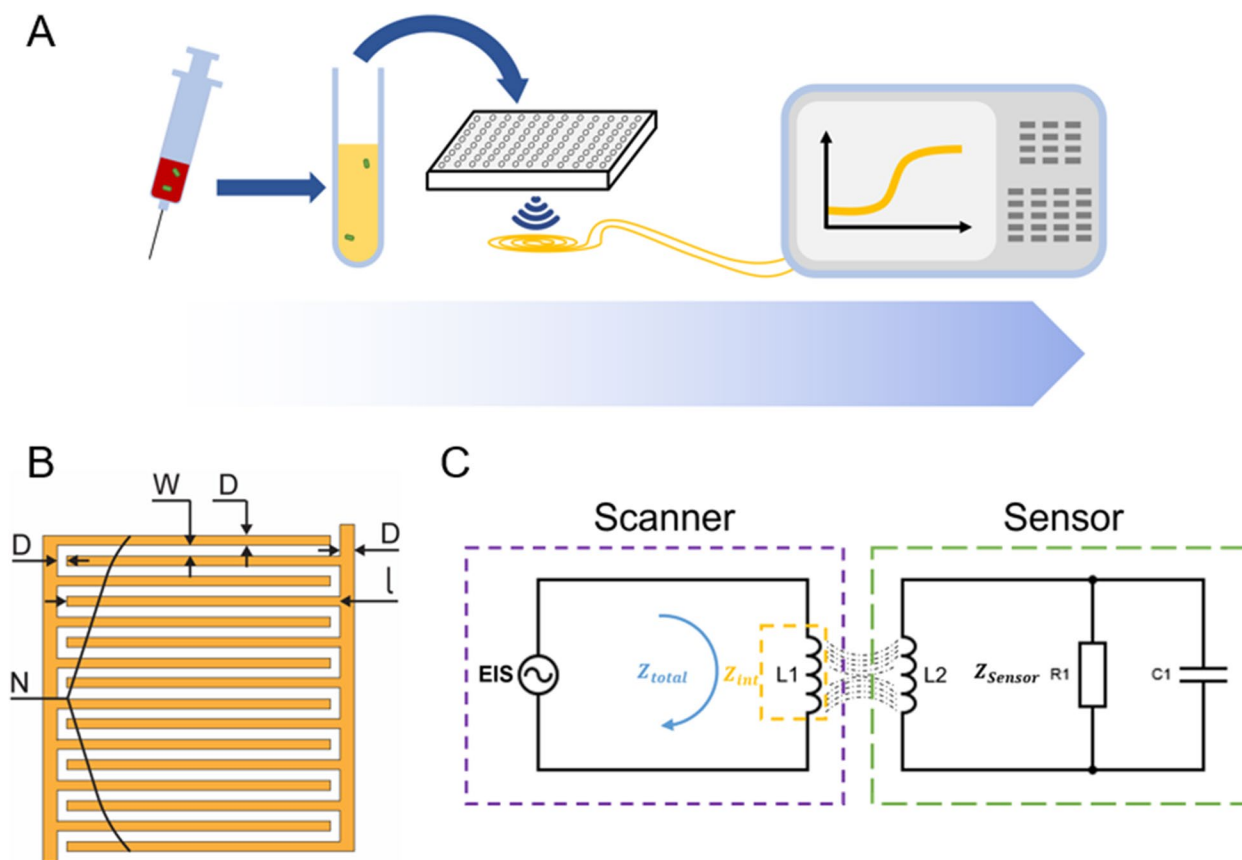 A
B
W D
D
D
l
N
C
Scanner
Sensor
EIS
Z_total
Z_int
L1
L2
Z_Sensor
R1
C1